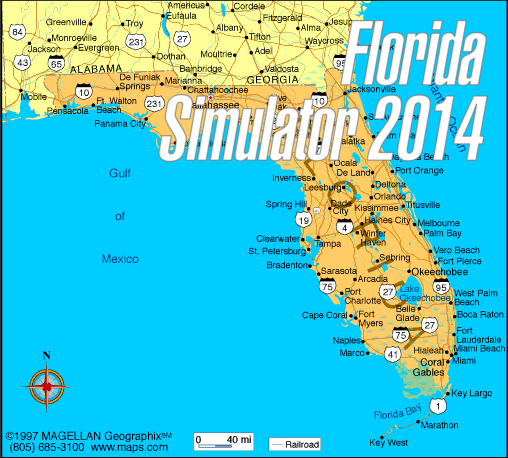 Americus
Cordele
Greenville
Troy
Eufaula
Fitzgerald
84
Monroeville
231
27
Albany
Alma
Jesup
Jackson
Evergreen
Tifton
43
65
Dothan
Moultrie
Adel
Waycross
95
ALABAMA
Bainbridge
Valdosta
De Funiak
Springs
Marianna
GEORGIA
Florida
Mobile
10
Chattahoochee
10
Jacksonville
Ft. Walton
Beach
231
Pensacola
Panama City
Simulator 2014
Ocean
Gulf
of
Mexico
Ocala
De Land
Port Orange
Inverness
Leesburg
Deltona
Orlando
Spring Hill
Dade
City
Kissimmee
Titusville
19
4
Haines City
Melbourne
Winter
Haven
Palm Bay
Clearwater
Tampa
St. Petersburg
Sebring
Vero Beach
Bradenton
Fort Pierce
Sarasota
Arcadia
Okeechobee
75
Port
Charlotte
27
Lake
Okeechobee
95
West Palm
Beach
Belle
Glade
Cape Coral
Fort
Myers
Boca Raton
27
75
Fort
Lauderdale
Naples
Hialeah
Miami Beach
Marco
41
Coral
Gables
Miami
N
Key Largo
1
Florida Bay
Marathon
Key West
©1997 MAGELLAN Geographix℠
(805) 685-3100 www.maps.com
0 40 mi
Railroad